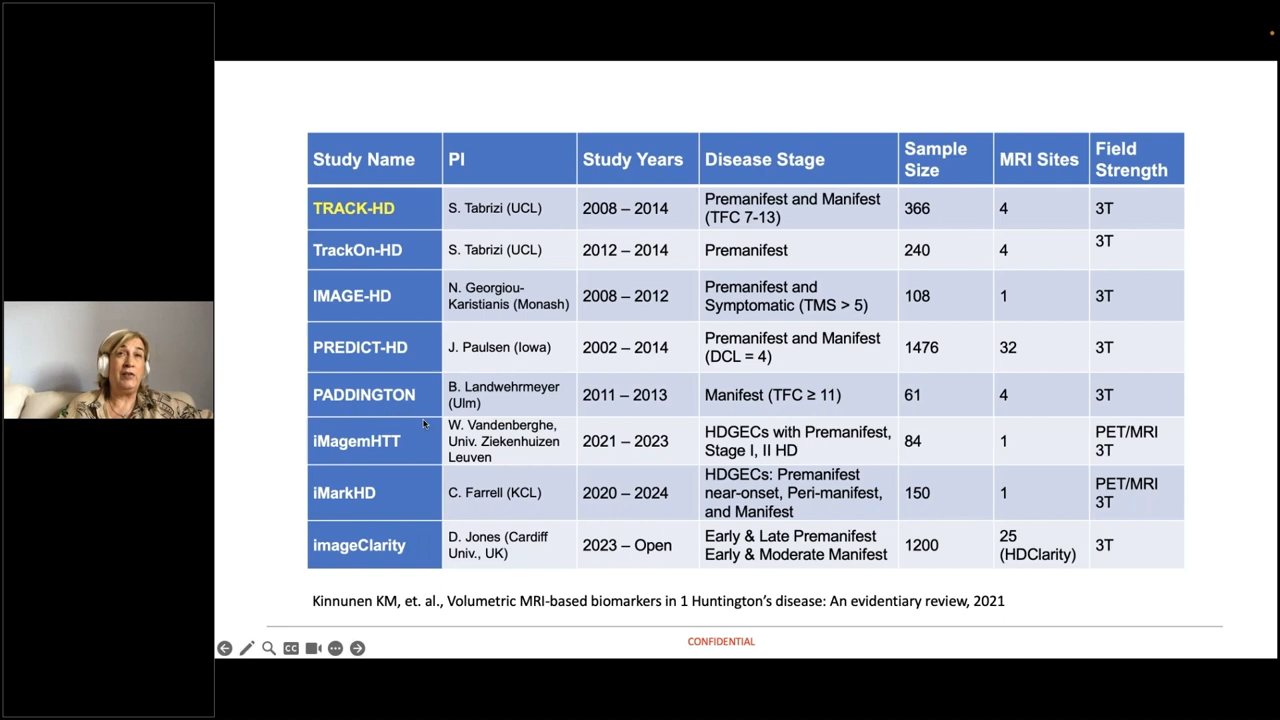 Study Name
PI
Study Years
Disease Stage
Sample
Size
MRI Sites
Field
Strength
TRACK-HD
S. Tabrizi (UCL)
2008 – 2014
Premanifest and Manifest
(TFC 7-13)
366
4
3T
TrackOn-HD
S. Tabrizi (UCL)
2012 – 2014
Premanifest
240
4
3T
IMAGE-HD
N. Georgiou-
Karistianis (Monash)
2008 – 2012
Premanifest and
Symptomatic (TMS > 5)
108
1
3T
PREDICT-HD
J. Paulsen (Iowa)
2002 – 2014
Premanifest and Manifest
(DCL = 4)
1476
32
3T
PADDINGTON
B. Landwehrmeyer
(Ulm)
2011 – 2013
Manifest (TFC ≥ 11)
61
4
3T
iMagemHTT
W. Vandenberghe,
Univ. Ziekenhuizen
Leuven
2021 – 2023
HDGECs with Premanifest,
Stage I, II HD
84
1
PET/MRI
3T
iMarkHD
C. Farrell (KCL)
2020 – 2024
HDGECs: Premanifest
near-onset, Peri-manifest,
and Manifest
150
1
PET/MRI
3T
imageClarity
D. Jones (Cardiff
Univ., UK)
2023 – Open
Early & Late Premanifest
Early & Moderate Manifest
1200
25
(HDClarity)
3T
Kinnunen KM, et. al., Volumetric MRI-based biomarkers in 1 Huntington's disease: An evidentiary review, 2021
CONFIDENTIAL
CC